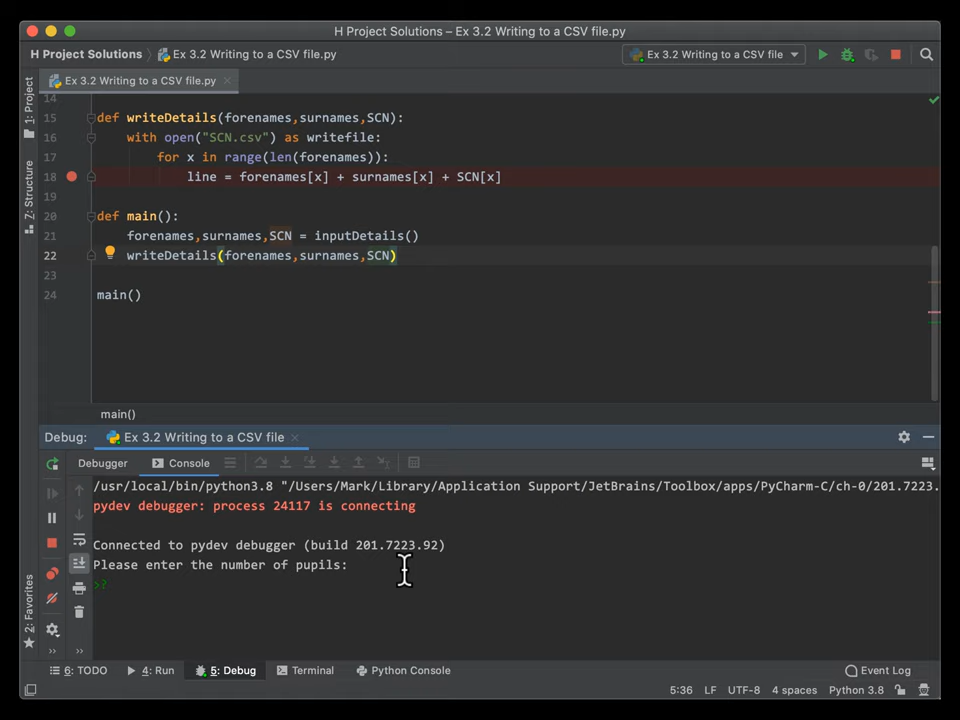 H Project Solutions – Ex 3.2 Writing to a CSV file.py
H Project Solutions Ex 3.2 Writing to a CSV file.py Ex 3.2 Writing to a CSV file
Ex 3.2 Writing to a CSV file.py
1: Project
7: Structure
2: Favorites
14
15 def writeDetails(forenames,surnames,SCN):
16 with open("SCN.csv") as writefile:
17 for x in range(len(forenames)):
18 line = forenames[x] + surnames[x] + SCN[x]
19
20 def main():
21 forenames,surnames,SCN = inputDetails()
22 writeDetails(forenames,surnames,SCN)
23
24 main()
main()
Debug: Ex 3.2 Writing to a CSV file
Debugger Console
/usr/local/bin/python3.8 "/Users/Mark/Library/Application Support/JetBrains/Toolbox/apps/PyCharm-C/ch-0/201.7223.
pydev debugger: process 24117 is connecting
Connected to pydev debugger (build 201.7223.92)
Please enter the number of pupils:
>?
6: TODO 4: Run 5: Debug Terminal Python Console Event Log
5:36 LF UTF-8 4 spaces Python 3.8